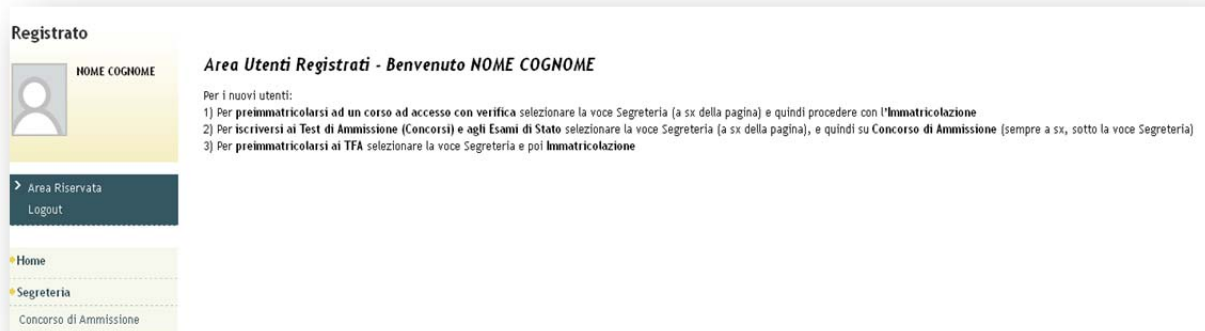 Registrato
NOME COGNOME
Area Riservata
Logout
Home
Segreteria
Concorso di Ammissione
Area Utenti Registrati - Benvenuto NOME COGNOME
Per i nuovi utenti:
1) Per preimmatricolarsi ad un corso ad accesso con verifica selezionare la voce Segreteria (a sx della pagina) e quindi procedere con l'Immatricolazione
2) Per iscriversi ai Test di Ammissione (Concorsi) e agli Esami di Stato selezionare la voce Segreteria (a sx della pagina), e quindi su Concorso di Ammissione (sempre a sx, sotto la voce Segreteria)
3) Per preimmatricolarsi ai TFA selezionare la voce Segreteria e poi Immatricolazione